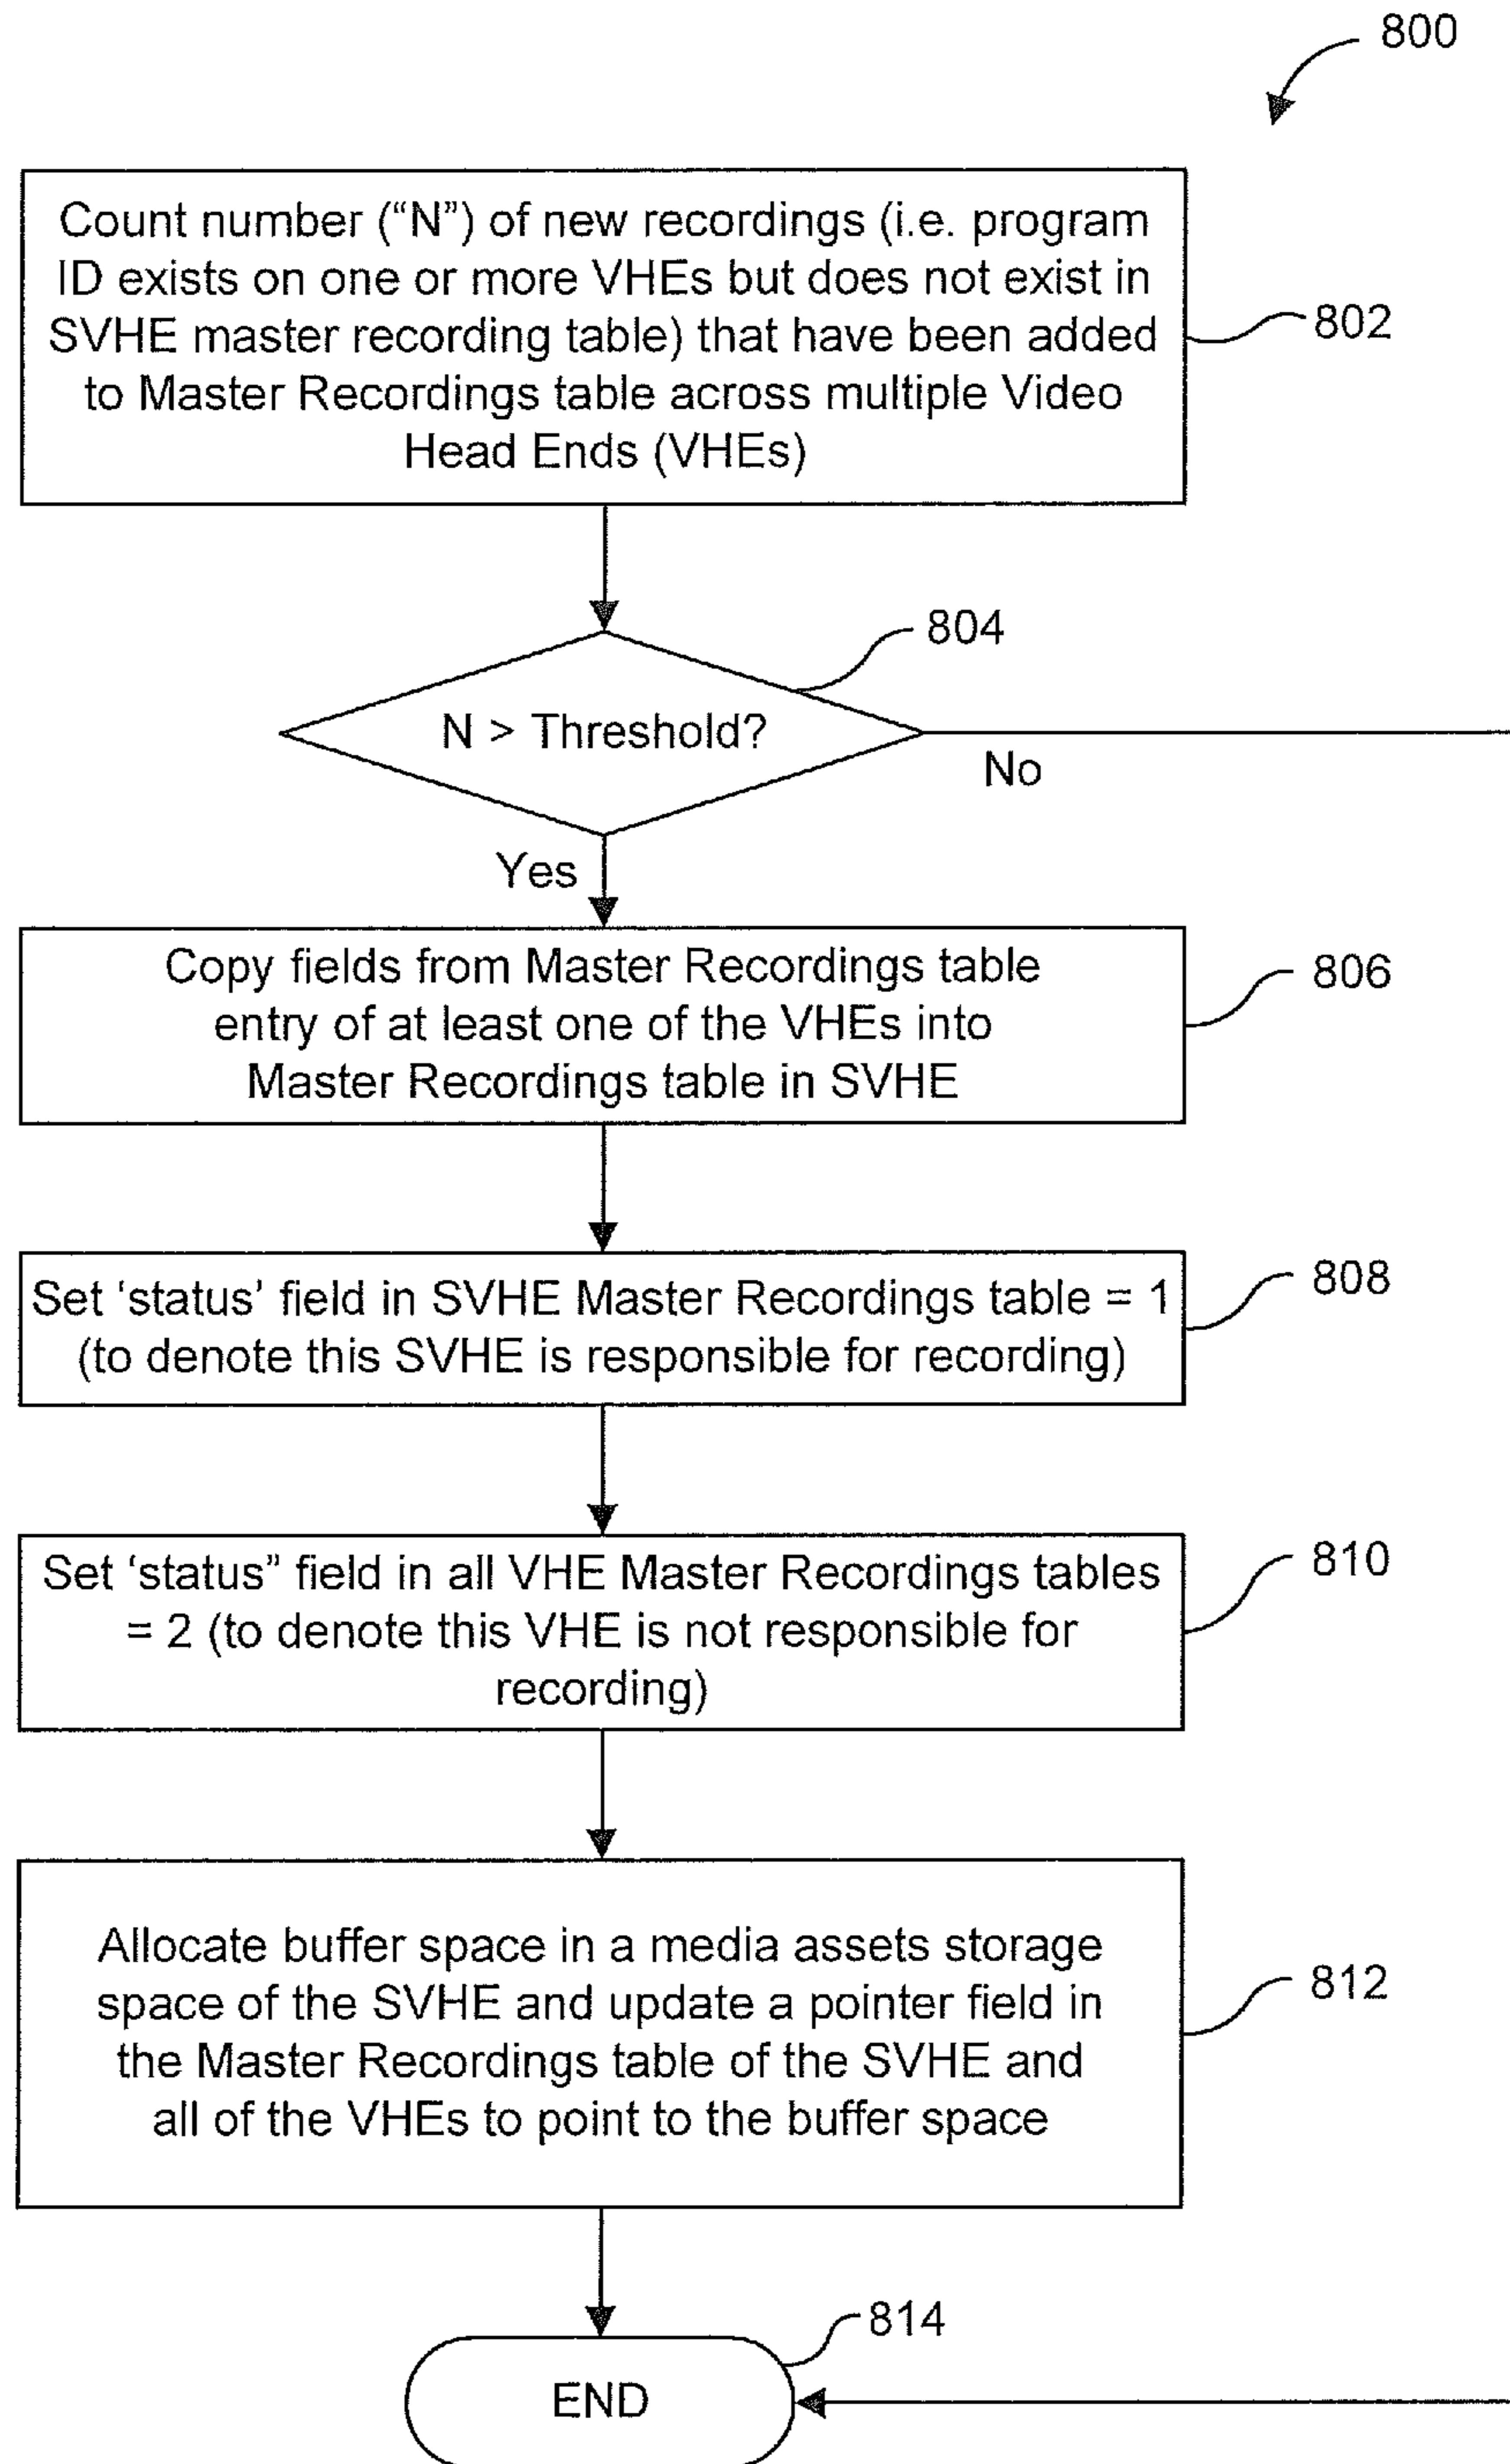 800
Count number (“N”) of new recordings (i.e. program
ID exists on one or more VHEs but does not exist in
SVHE master recording table) that have been added
to Master Recordings table across multiple Video
Head Ends (VHEs)
802
804
N > Threshold?
No
Yes
Copy fields from Master Recordings table
entry of at least one of the VHEs into
Master Recordings table in SVHE
806
Set ‘status’ field in SVHE Master Recordings table = 1
(to denote this SVHE is responsible for recording)
808
Set ‘status” field in all VHE Master Recordings tables
= 2 (to denote this VHE is not responsible for
recording)
810
Allocate buffer space in a media assets storage
space of the SVHE and update a pointer field in
the Master Recordings table of the SVHE and
all of the VHEs to point to the buffer space
812
814
END